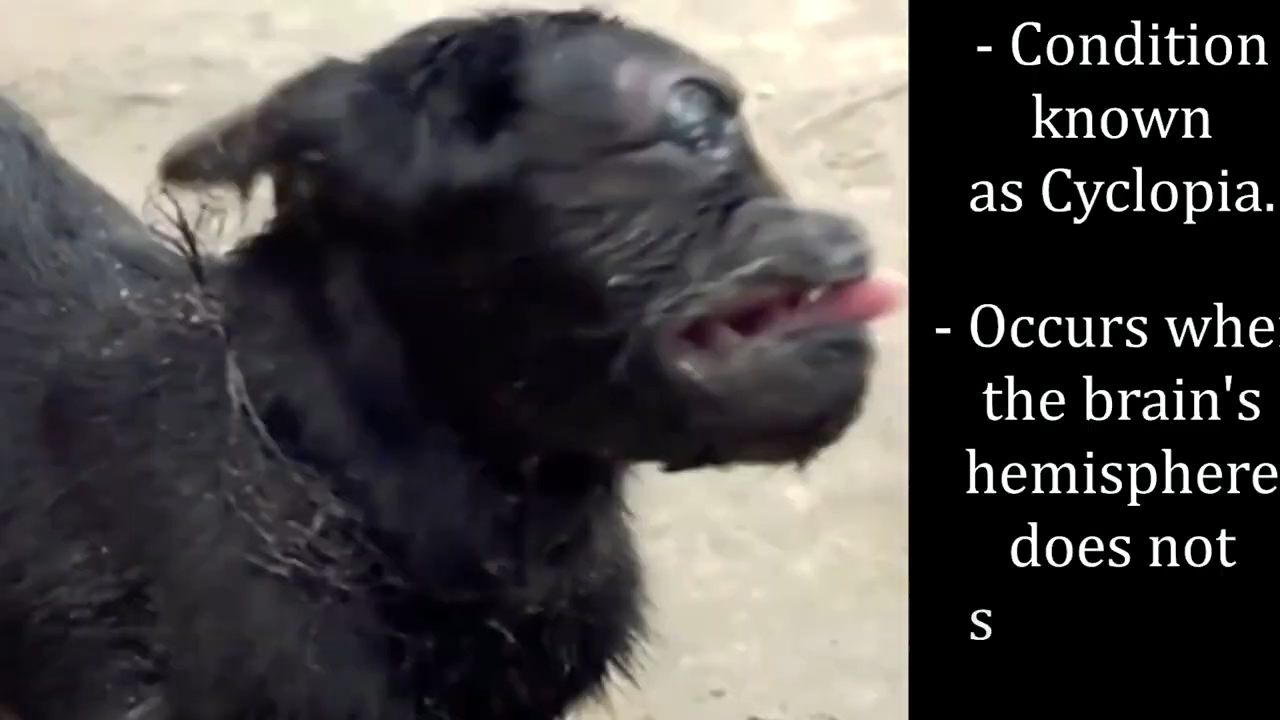 - Condition
known
as Cyclopia.
- Occurs whe
the brain's
hemisphere
does not
s